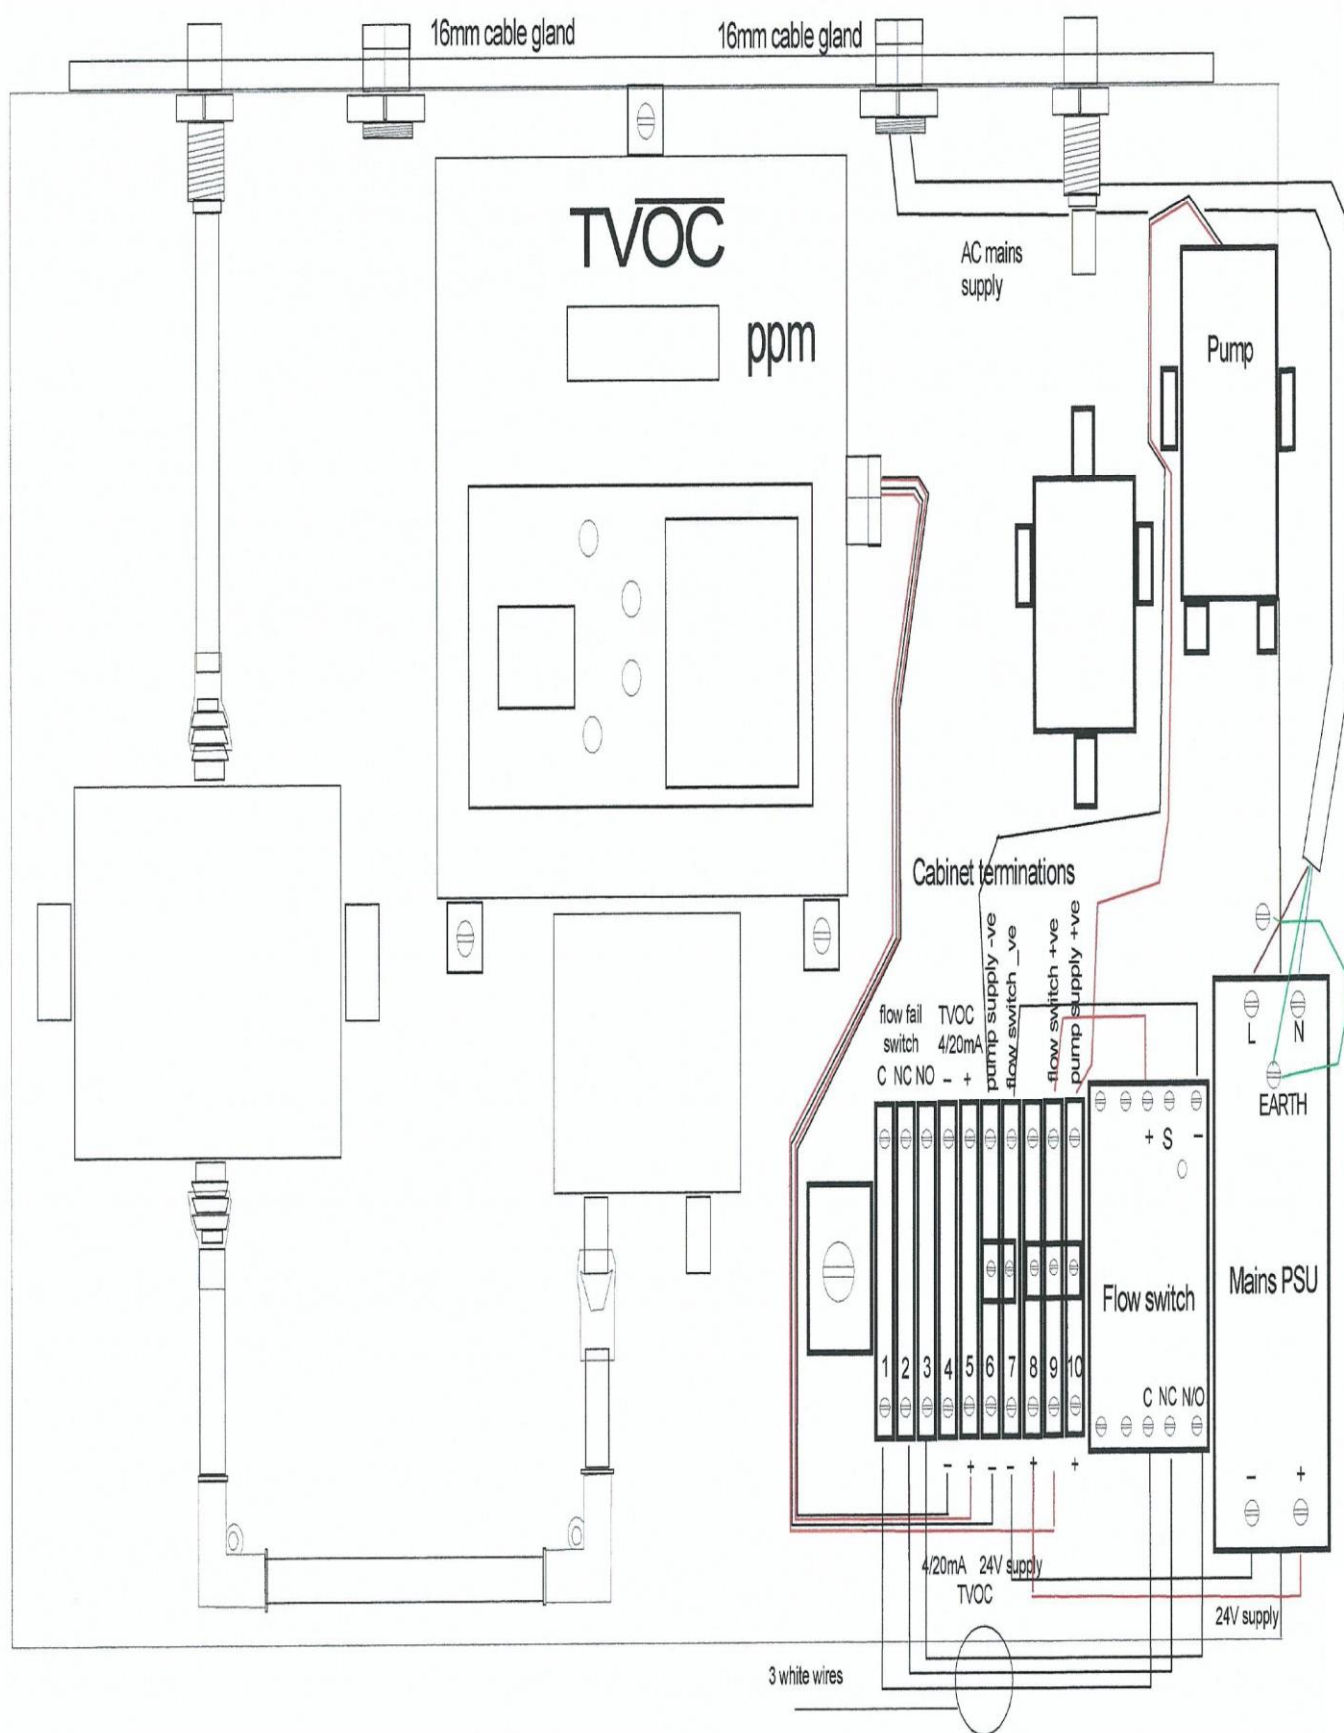 16mm cable gland
16mm cable gland
TVOC
ppm
AC mains
supply
Pump
Cabinet terminations
flow fail
switch
C NC NO
TVOC
4/20mA
- +
pump supply -ve
flow switch _ve
flow switch +ve
pump supply +ve
L N
EARTH
+ S -
Flow switch
Mains PSU
1 2 3 4 5 6 7 8 9 10
C NC N/O
- + - - + +
- +
4/20mA 24V supply
TVOC
24V supply
3 white wires